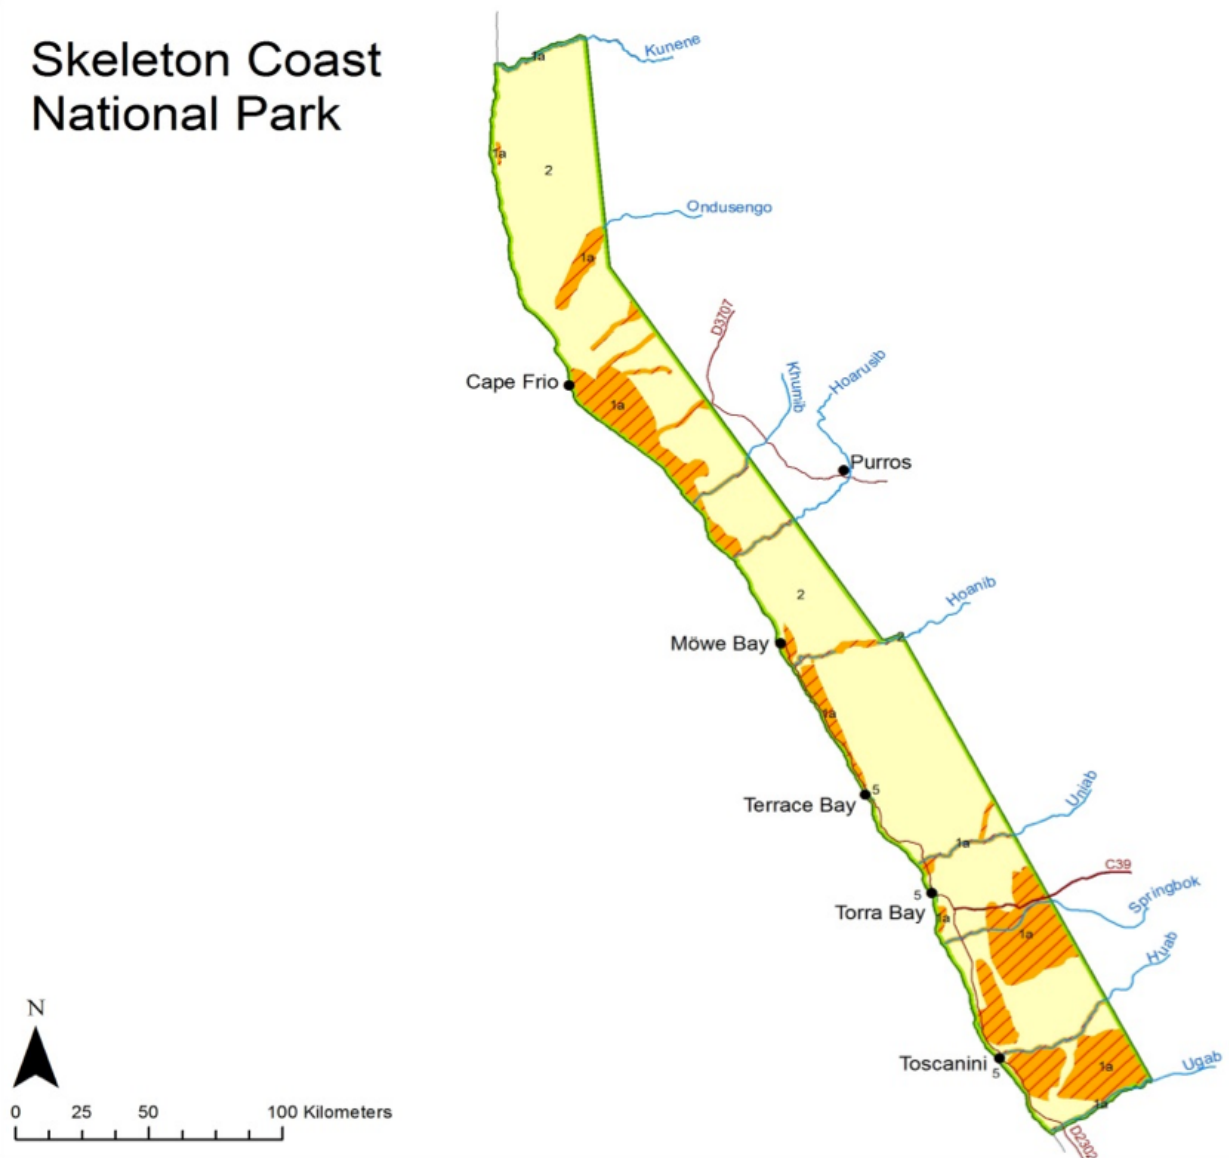 Skeleton Coast
National Park
Kunene
1a
1a
2
Ondusengo
1a
D3707
Khumib
Hoarusib
Cape Frio
1a
Purros
2
Hoanib
2
Möwe Bay
1a
Uniab
5
Terrace Bay
1a
C39
Springbok
5
Torra Bay
1a
1a
Huab
Toscanini
5
1a
Ugab
1a
D2302
N
0 25 50 100 Kilometers